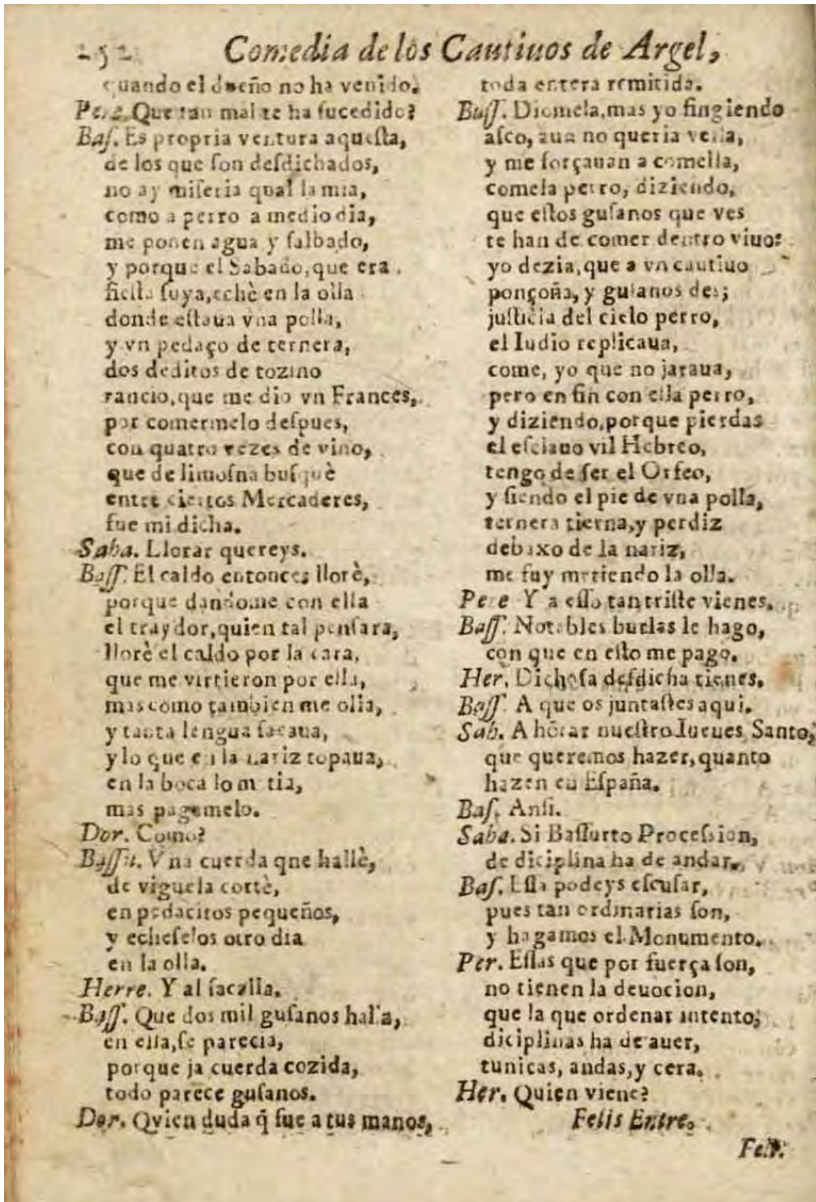 252 Comedia de los Cautiuos de Argel,
cuando el dueño no ha venido.
Pere. Que tan mal te ha sucedido?
Bas. Es propria ventura aquesta,
de los que son desdichados,
no ay miseria qual la mia,
como a perro a medio dia,
me ponen agua y salbado,
y porque el Sabado, que era
fiesta suya, echè en la olla
donde estaua vna polla,
y vn pedaço de ternera,
dos deditos de tozino
rancio, que me dio vn Frances,
por comermelo despues,
con quatro vezes de vino,
que de limosna busquè
entre ciertos Mercaderes,
fue mi dicha.
Saba. Llorar quereys.
Bass. El caldo entonces llorè,
porque dandome con ella
el traydor, quien tal pensara,
llorè el caldo por la cara,
que me virtieron por ella,
mas como tambien me olia,
y tanta lengua sacaua,
y lo que en la nariz topaua,
en la boca lo metia,
mas pagemelo.
Dor. Como?
Bassu. Vna cuerda qne hallè,
de viguela cortè,
en pedacitos pequeños,
y echeselos otro dia
en la olla.
Herre. Y al sacalla.
Bass. Que dos mil gusanos halla,
en ella, se parecia,
porque ja cuerda cozida,
todo parece gusanos.
Dor. Qvien duda q̃ fue a tus manos,
toda entera remitida.
Bass. Diomela, mas yo fingiendo
asco, aun no queria vella,
y me forçauan a comella,
comela perro, diziendo,
que estos gusanos que ves
te han de comer dentro viuo:
yo dezia, que a vn cautiuo
ponçoña, y gusanos des;
justicia del cielo perro,
el Iudio replicaua,
come, yo que no jaraua,
pero en fin con ella perro,
y diziendo, porque pierdas
el esclauo vil Hebreo,
tengo de ser el Orfeo,
y siendo el pie de vna polla,
ternera tierna, y perdiz
debaxo de la nariz,
me fuy metiendo la olla.
Pere Y a esso tan triste vienes.
Bass. Notables burlas le hago,
con que en esto me pago.
Her. Dichosa desdicha tienes.
Bass. A que os juntastes aqui.
Sab. A hõrar nuestro Iueues Santo,
que queremos hazer, quanto
hazen en España.
Bas. Ansi.
Saba. Si Bassurto Procession,
de diciplina ha de andar.
Bas. Essa podeys escusar,
pues tan ordinarias son,
y hagamos el Monumento.
Per. Essas que por fuerça son,
no tienen la deuocion,
que la que ordenar intento;
diciplinas ha de auer,
tunicas, andas, y cera.
Her. Quien viene?
Felis Entre.
Feli.